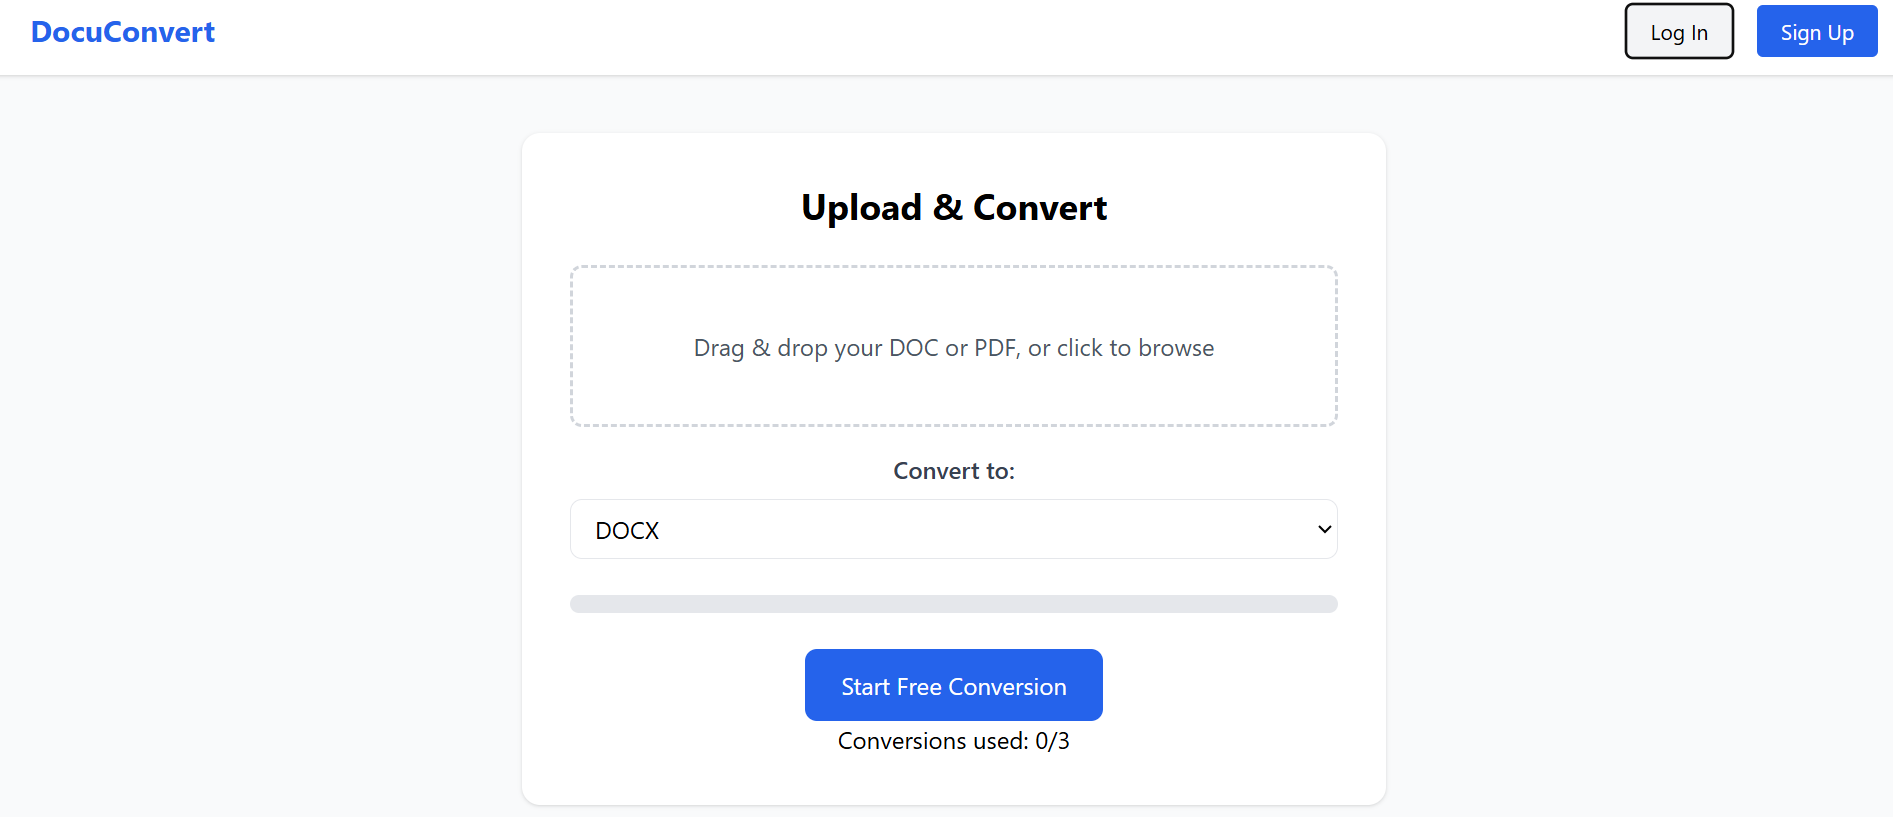 DocuConvert
Log In
Sign Up
Upload & Convert
Drag & drop your DOC or PDF, or click to browse
Convert to:
DOCX
Start Free Conversion
Conversions used: 0/3